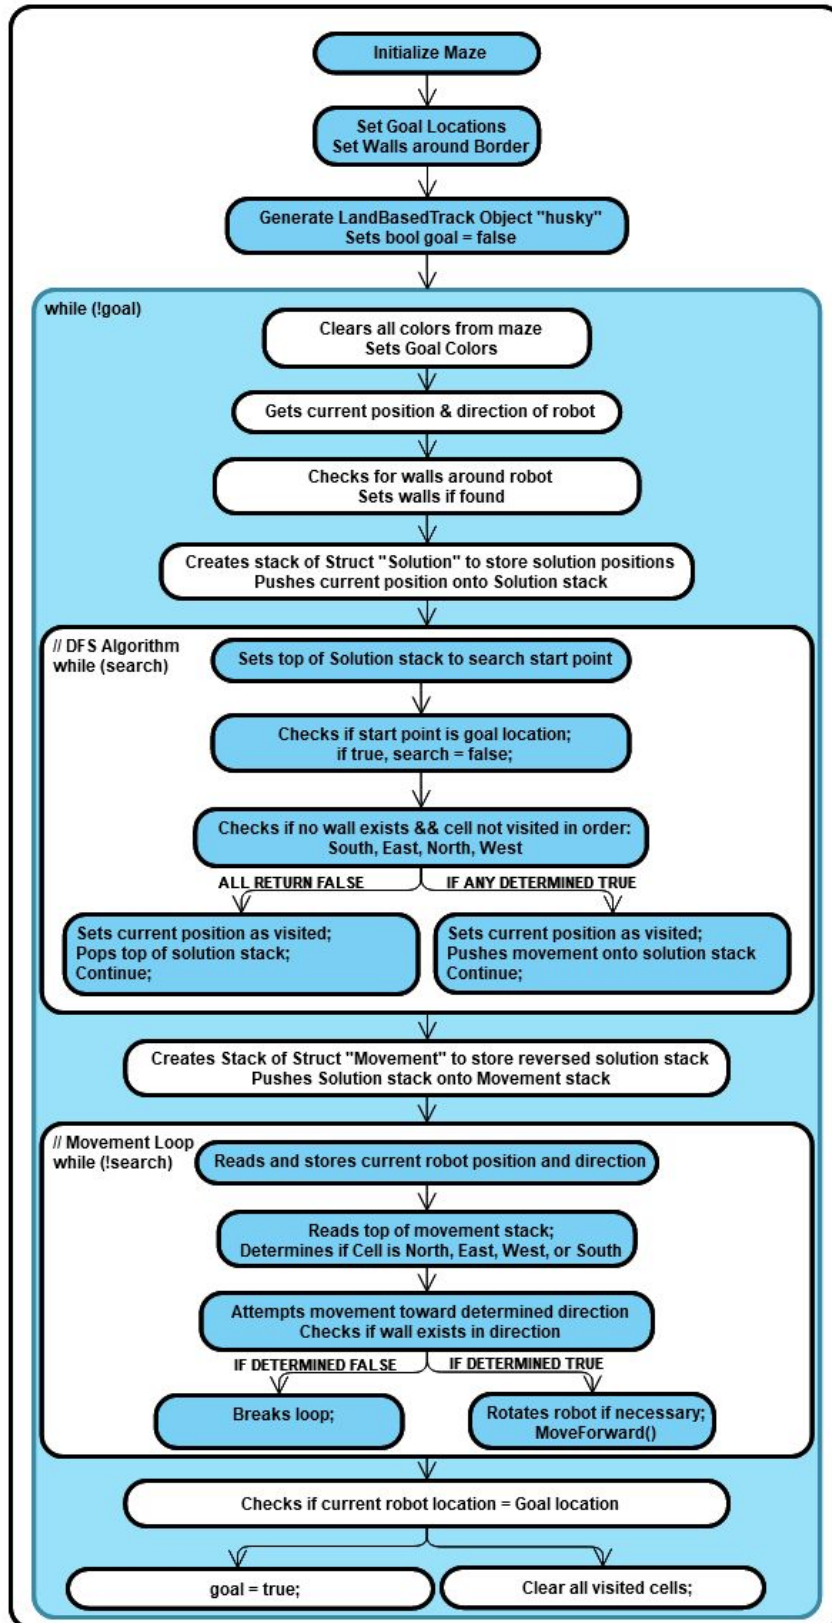 Initialize Maze
Set Goal Locations
Set Walls around Border
Generate LandBasedTrack Object "husky"
Sets bool goal = false
while (!goal)
Clears all colors from maze
Sets Goal Colors
Gets current position & direction of robot
Checks for walls around robot
Sets walls if found
Creates stack of Struct "Solution" to store solution positions
Pushes current position onto Solution stack
// DFS Algorithm
while (search)
Sets top of Solution stack to search start point
Checks if start point is goal location;
if true, search = false;
Checks if no wall exists && cell not visited in order:
South, East, North, West
ALL RETURN FALSE
IF ANY DETERMINED TRUE
Sets current position as visited;
Pops top of solution stack;
Continue;
Sets current position as visited;
Pushes movement onto solution stack
Continue;
Creates Stack of Struct "Movement" to store reversed solution stack
Pushes Solution stack onto Movement stack
// Movement Loop
while (!search)
Reads and stores current robot position and direction
Reads top of movement stack;
Determines if Cell is North, East, West, or South
Attempts movement toward determined direction
Checks if wall exists in direction
IF DETERMINED FALSE
IF DETERMINED TRUE
Breaks loop;
Rotates robot if necessary;
MoveForward()
Checks if current robot location = Goal location
goal = true;
Clear all visited cells;